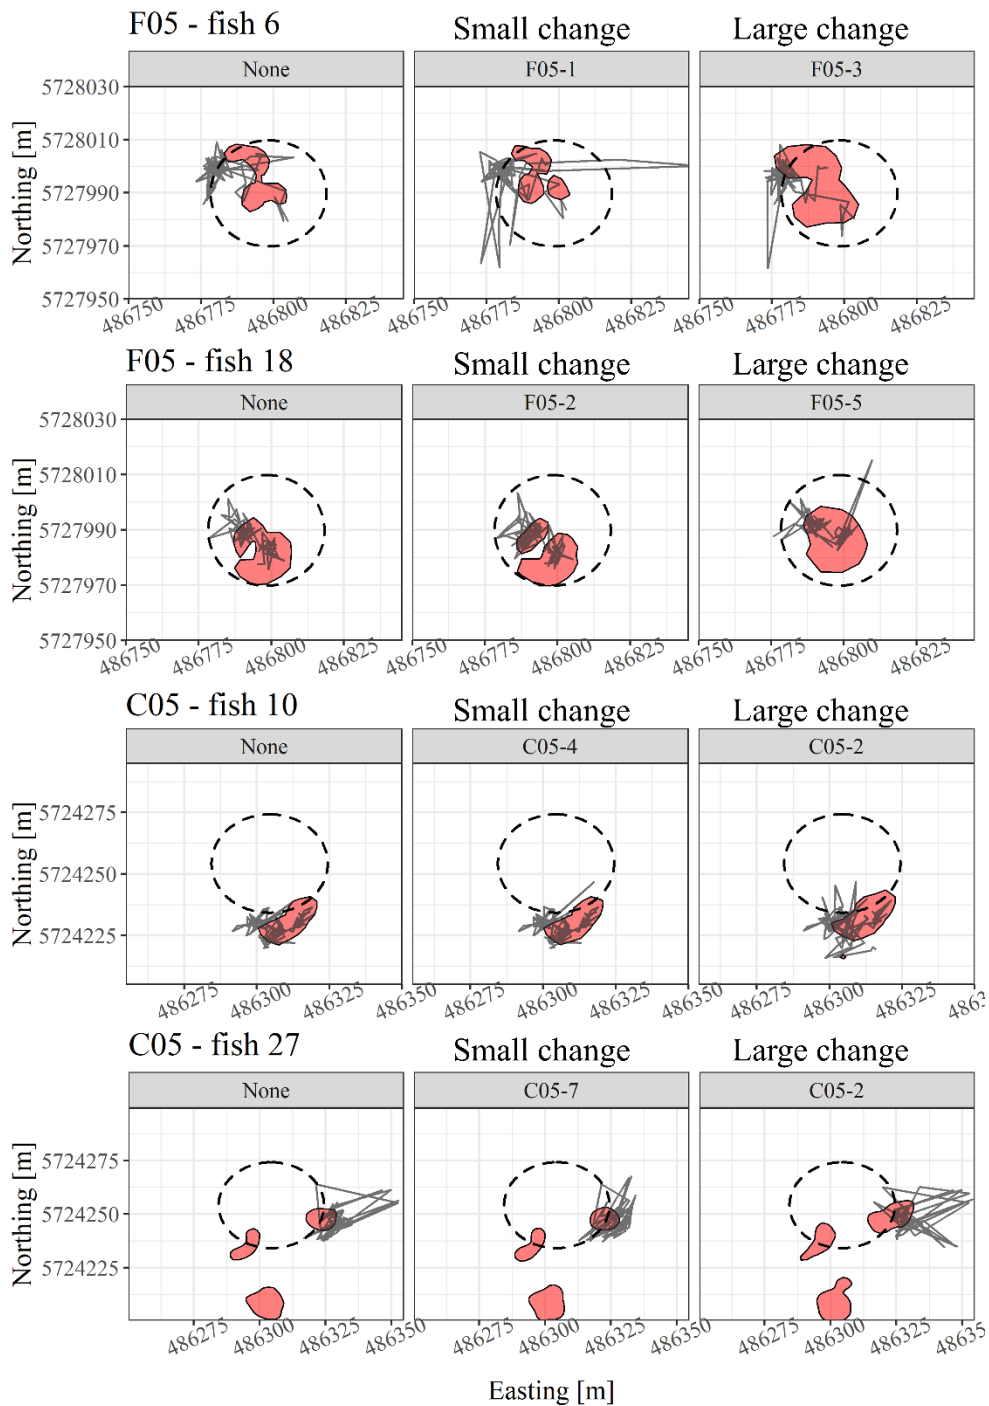 F05 - fish 6 Small change Large change
None F05-1 F05-3
Northing [m]
5728030
5728010
5727990
5727970
5727950
486750 486775 486800 486825 486750 486775 486800 486825 486750 486775 486800 486825
F05 - fish 18 Small change Large change
None F05-2 F05-5
Northing [m]
5728030
5728010
5727990
5727970
5727950
486750 486775 486800 486825 486750 486775 486800 486825 486750 486775 486800 486825
C05 - fish 10 Small change Large change
None C05-4 C05-2
Northing [m]
5724275
5724250
5724225
486275 486300 486325 486350 486275 486300 486325 486350 486275 486300 486325
C05 - fish 27 Small change Large change
None C05-7 C05-2
Northing [m]
5724275
5724250
5724225
486275 486300 486325 486350 486275 486300 486325 486350 486275 486300 486325 486350
Easting [m]